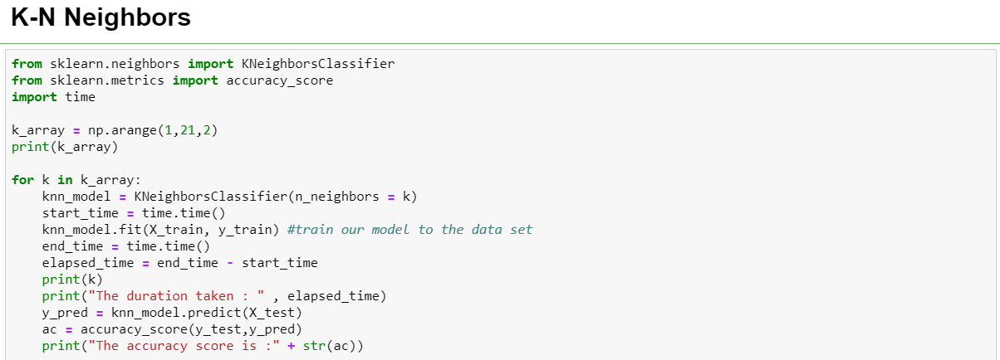 K-N Neighbors
from sklearn.neighbors import KNeighborsClassifier
from sklearn.metrics import accuracy_score
import time
k_array = np.arange(1,21,2)
print(k_array)
for k in k_array:
    knn_model = KNeighborsClassifier(n_neighbors = k)
    start_time = time.time()
    knn_model.fit(X_train, y_train) #train our model to the data set
    end_time = time.time()
    elapsed_time = end_time - start_time
    print(k)
    print("The duration taken : " , elapsed_time)
    y_pred = knn_model.predict(X_test)
    ac = accuracy_score(y_test,y_pred)
    print("The accuracy score is :" + str(ac))